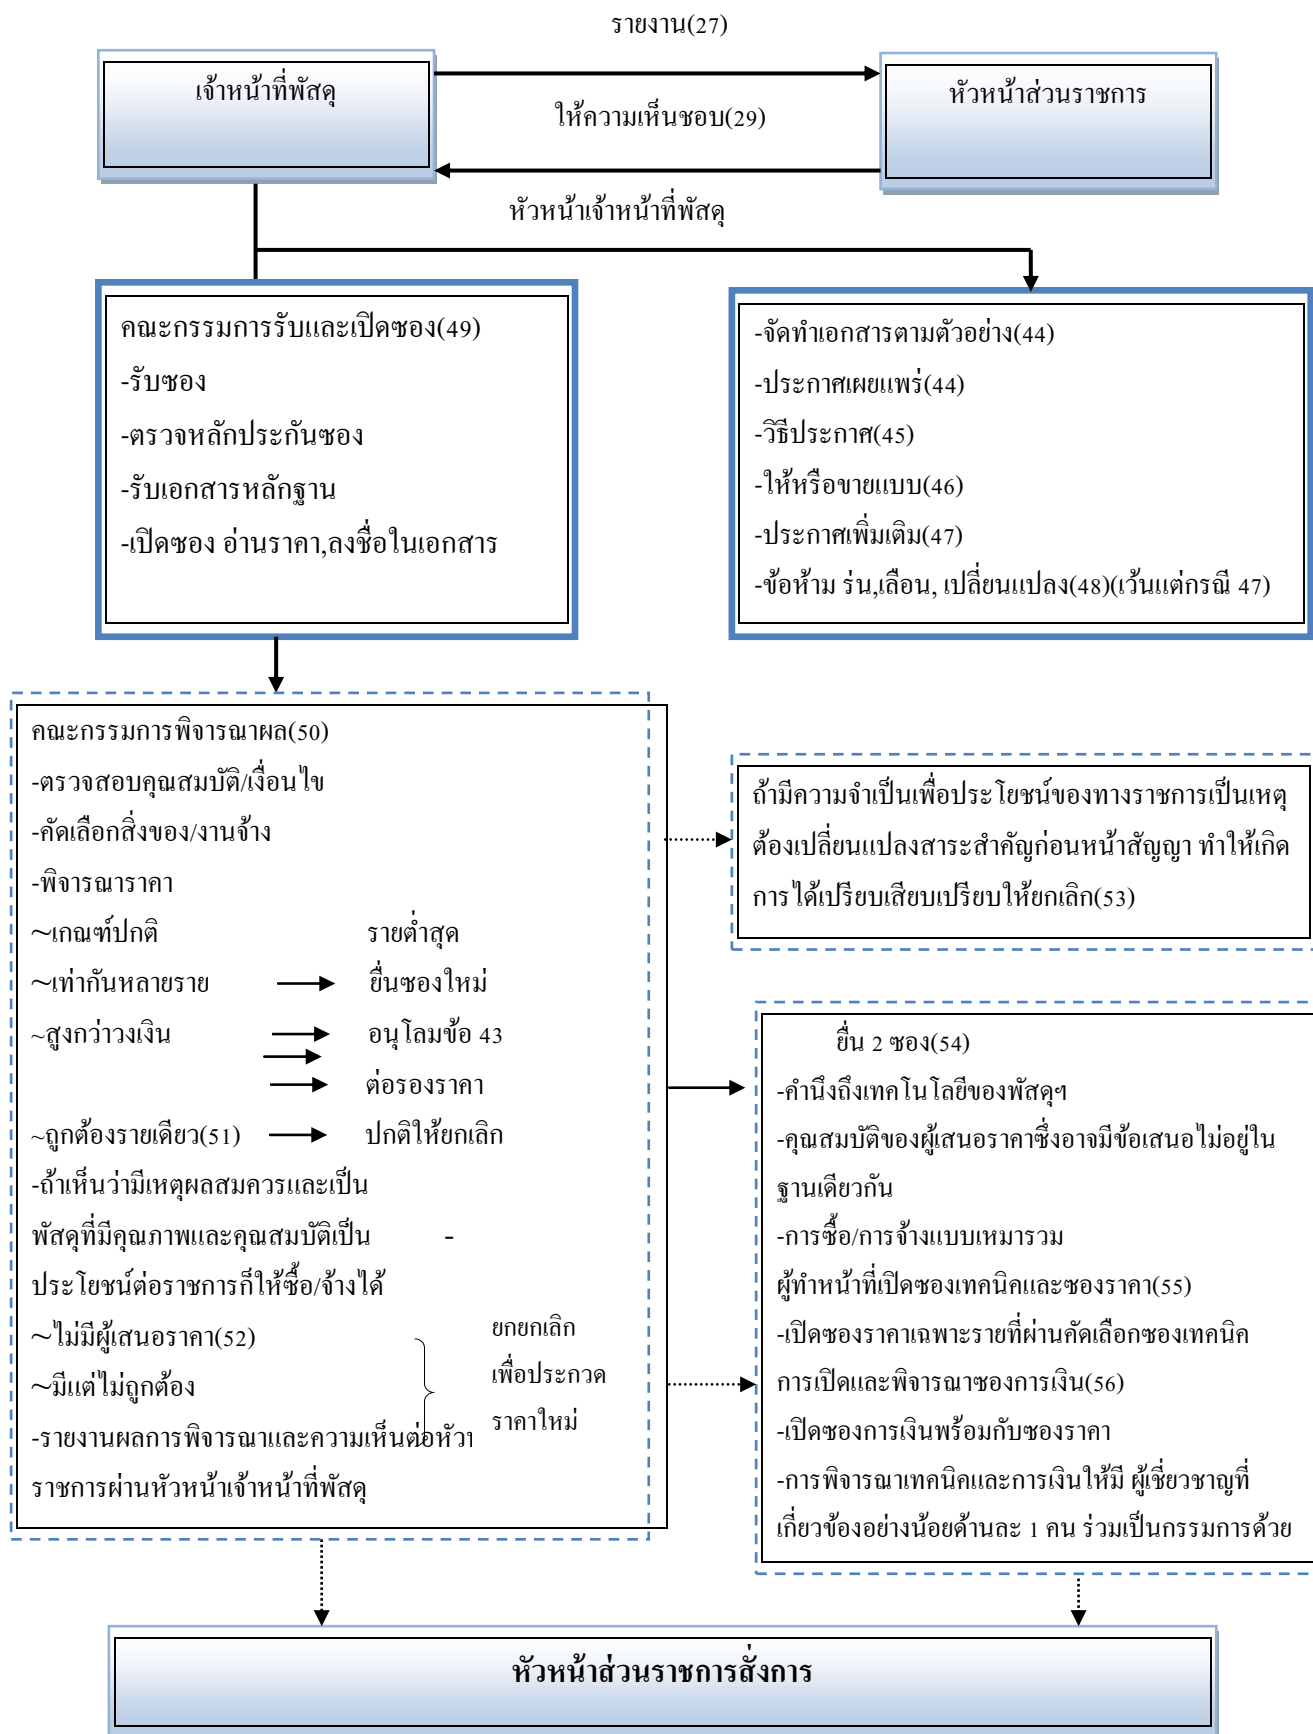 รายงาน(27)
เจ้าหน้าที่พัสดุ
หัวหน้าส่วนราชการ
ให้ความเห็นชอบ(29)
หัวหน้าเจ้าหน้าที่พัสดุ
คณะกรรมการรับและเปิดซอง(49)
-รับซอง
-ตรวจหลักประกันซอง
-รับเอกสารหลักฐาน
-เปิดซอง อ่านราคา,ลงชื่อในเอกสาร
-จัดทำเอกสารตามตัวอย่าง(44)
-ประกาศเผยแพร่(44)
-วิธีประกาศ(45)
-ให้หรือขายแบบ(46)
-ประกาศเพิ่มเติม(47)
-ข้อห้าม ร่น,เลือน, เปลี่ยนแปลง(48)(เว้นแต่กรณี 47)
คณะกรรมการพิจารณาผล(50)
-ตรวจสอบคุณสมบัติ/เงื่อนไข
-คัดเลือกสิ่งของ/งานจ้าง
-พิจารณาราคา
~เกณฑ์ปกติ รายต่ำสุด
~เท่ากันหลายราย ยื่นซองใหม่
~สูงกว่าวงเงิน อนุโลมข้อ 43
ต่อรองราคา
~ถูกต้องรายเดียว(51) ปกติให้ยกเลิก
-ถ้าเห็นว่ามีเหตุผลสมควรและเป็น
พัสดุที่มีคุณภาพและคุณสมบัติเป็น -
ประโยชน์ต่อราชการก็ให้ซื้อ/จ้างได้
~ไม่มีผู้เสนอราคา(52)
~มีแต่ไม่ถูกต้อง
ยกยกเลิก
เพื่อประกวด
ราคาใหม่
-รายงานผลการพิจารณาและความเห็นต่อหัวห
ราชการผ่านหัวหน้าเจ้าหน้าที่พัสดุ
ถ้ามีความจำเป็นเพื่อประโยชน์ของทางราชการเป็นเหตุ
ต้องเปลี่ยนแปลงสาระสำคัญก่อนหน้าสัญญา ทำให้เกิด
การได้เปรียบเสียบเปรียบให้ยกเลิก(53)
ยื่น 2 ซอง(54)
-คำนึงถึงเทคโนโลยีของพัสดุฯ
-คุณสมบัติของผู้เสนอราคาซึ่งอาจมีข้อเสนอไม่อยู่ใน
ฐานเดียวกัน
-การซื้อ/การจ้างแบบเหมารวม
ผู้ทำหน้าที่เปิดซองเทคนิคและซองราคา(55)
-เปิดซองราคาเฉพาะรายที่ผ่านคัดเลือกซองเทคนิค
การเปิดและพิจารณาซองการเงิน(56)
-เปิดซองการเงินพร้อมกับซองราคา
-การพิจารณาเทคนิคและการเงินให้มี ผู้เชี่ยวชาญที่
เกี่ยวข้องอย่างน้อยด้านละ 1 คน ร่วมเป็นกรรมการด้วย
หัวหน้าส่วนราชการสั่งการ